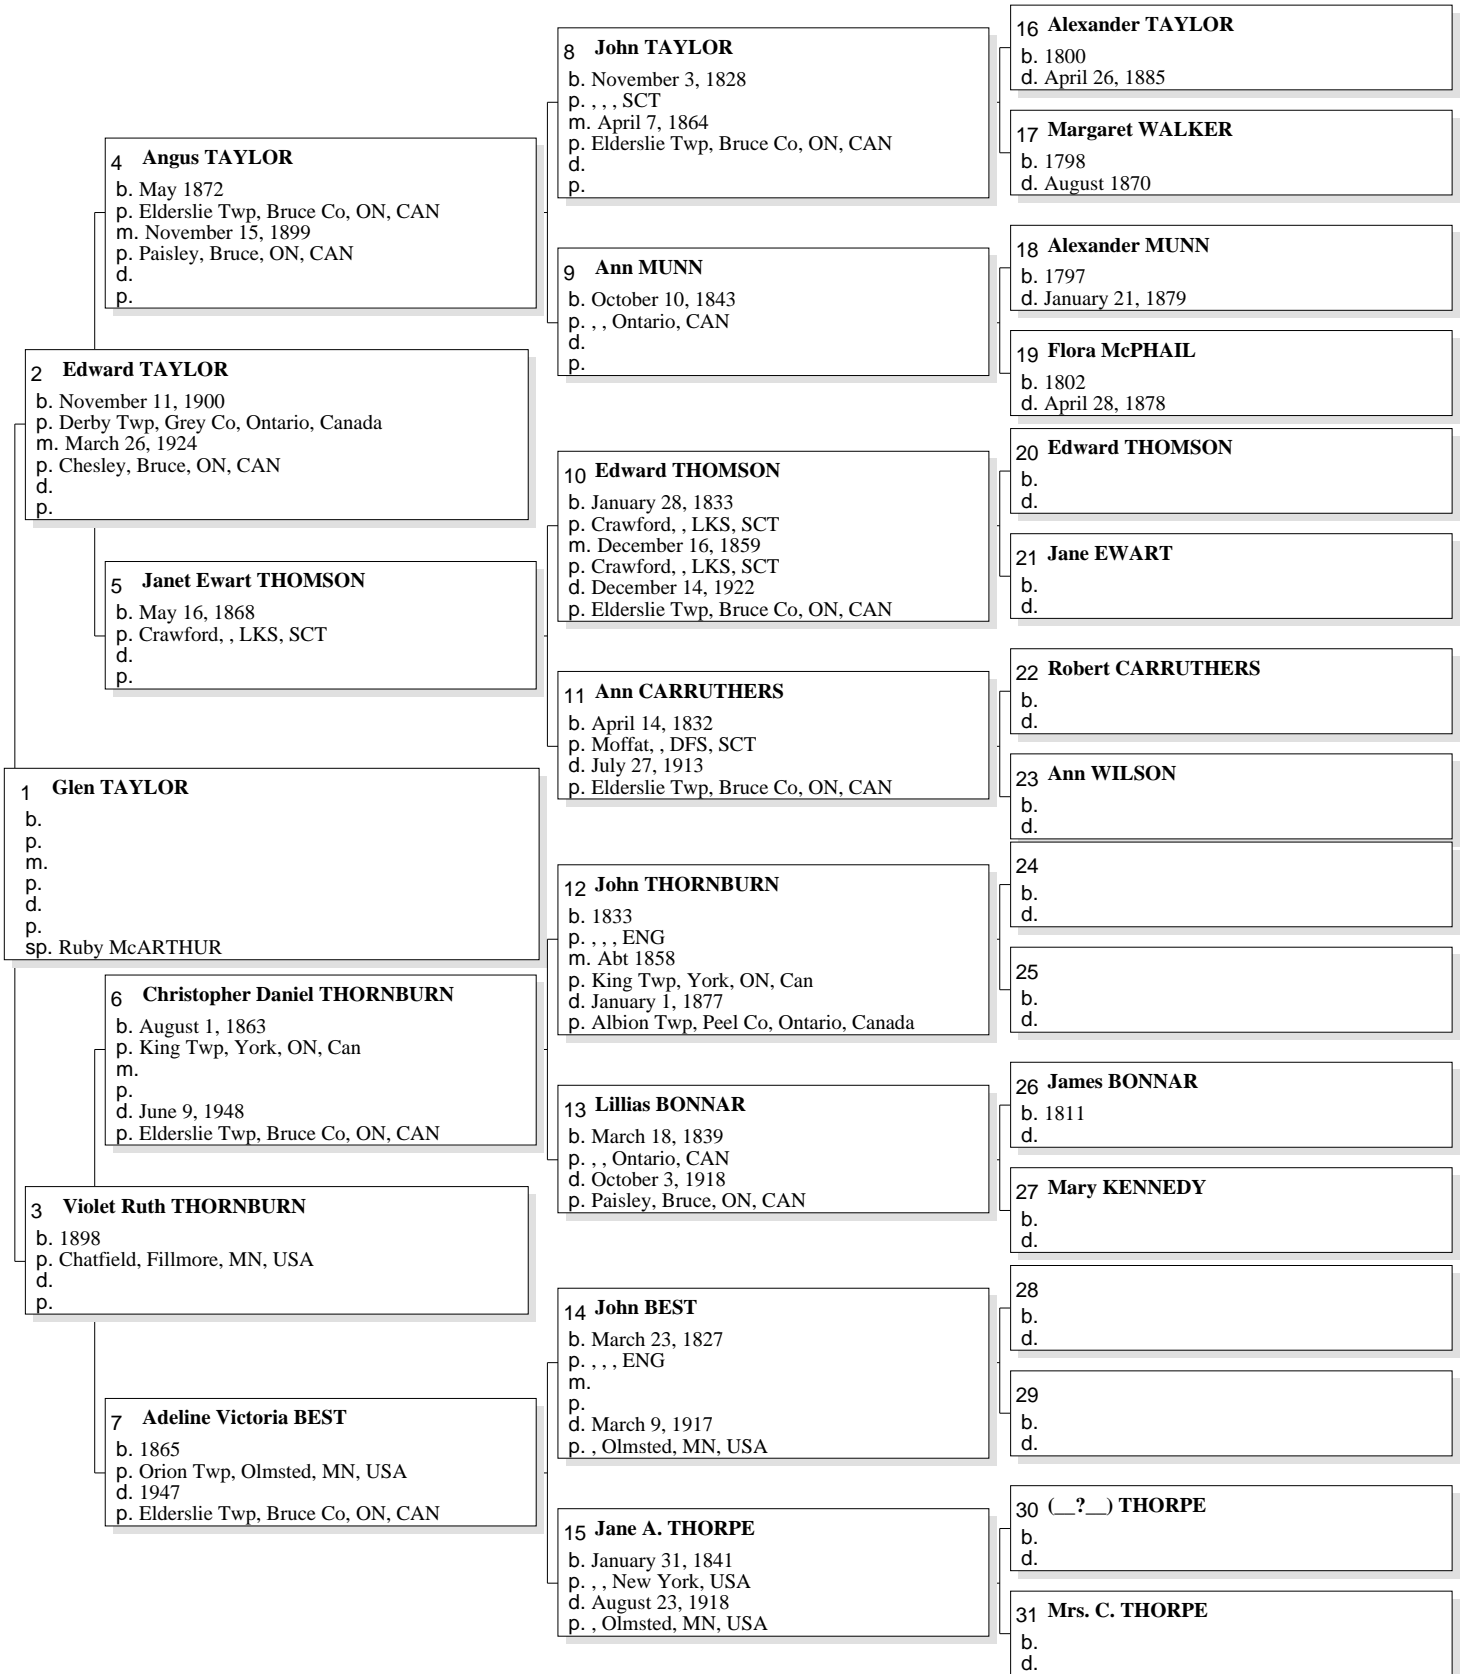 1 Glen TAYLOR
b.
p.
m.
p.
d.
p.
sp. Ruby McARTHUR
2 Edward TAYLOR
b. November 11, 1900
p. Derby Twp, Grey Co, Ontario, Canada
m. March 26, 1924
p. Chesley, Bruce, ON, CAN
d.
p.
3 Violet Ruth THORNBURN
b. 1898
p. Chatfield, Fillmore, MN, USA
d.
p.
4 Angus TAYLOR
b. May 1872
p. Elderslie Twp, Bruce Co, ON, CAN
m. November 15, 1899
p. Paisley, Bruce, ON, CAN
d.
p.
5 Janet Ewart THOMSON
b. May 16, 1868
p. Crawford, , LKS, SCT
d.
p.
6 Christopher Daniel THORNBURN
b. August 1, 1863
p. King Twp, York, ON, Can
m.
p.
d. June 9, 1948
p. Elderslie Twp, Bruce Co, ON, CAN
7 Adeline Victoria BEST
b. 1865
p. Orion Twp, Olmsted, MN, USA
d. 1947
p. Elderslie Twp, Bruce Co, ON, CAN
8 John TAYLOR
b. November 3, 1828
p. , , , SCT
m. April 7, 1864
p. Elderslie Twp, Bruce Co, ON, CAN
d.
p.
9 Ann MUNN
b. October 10, 1843
p. , , Ontario, CAN
d.
p.
10 Edward THOMSON
b. January 28, 1833
p. Crawford, , LKS, SCT
m. December 16, 1859
p. Crawford, , LKS, SCT
d. December 14, 1922
p. Elderslie Twp, Bruce Co, ON, CAN
11 Ann CARRUTHERS
b. April 14, 1832
p. Moffat, , DFS, SCT
d. July 27, 1913
p. Elderslie Twp, Bruce Co, ON, CAN
12 John THORNBURN
b. 1833
p. , , , ENG
m. Abt 1858
p. King Twp, York, ON, Can
d. January 1, 1877
p. Albion Twp, Peel Co, Ontario, Canada
13 Lillias BONNAR
b. March 18, 1839
p. , , Ontario, CAN
d. October 3, 1918
p. Paisley, Bruce, ON, CAN
14 John BEST
b. March 23, 1827
p. , , , ENG
m.
p.
d. March 9, 1917
p. , Olmsted, MN, USA
15 Jane A. THORPE
b. January 31, 1841
p. , , New York, USA
d. August 23, 1918
p. , Olmsted, MN, USA
16 Alexander TAYLOR
b. 1800
d. April 26, 1885
17 Margaret WALKER
b. 1798
d. August 1870
18 Alexander MUNN
b. 1797
d. January 21, 1879
19 Flora McPHAIL
b. 1802
d. April 28, 1878
20 Edward THOMSON
b.
d.
21 Jane EWART
b.
d.
22 Robert CARRUTHERS
b.
d.
23 Ann WILSON
b.
d.
24
b.
d.
25
b.
d.
26 James BONNAR
b. 1811
d.
27 Mary KENNEDY
b.
d.
28
b.
d.
29
b.
d.
30 (__?__) THORPE
b.
d.
31 Mrs. C. THORPE
b.
d.